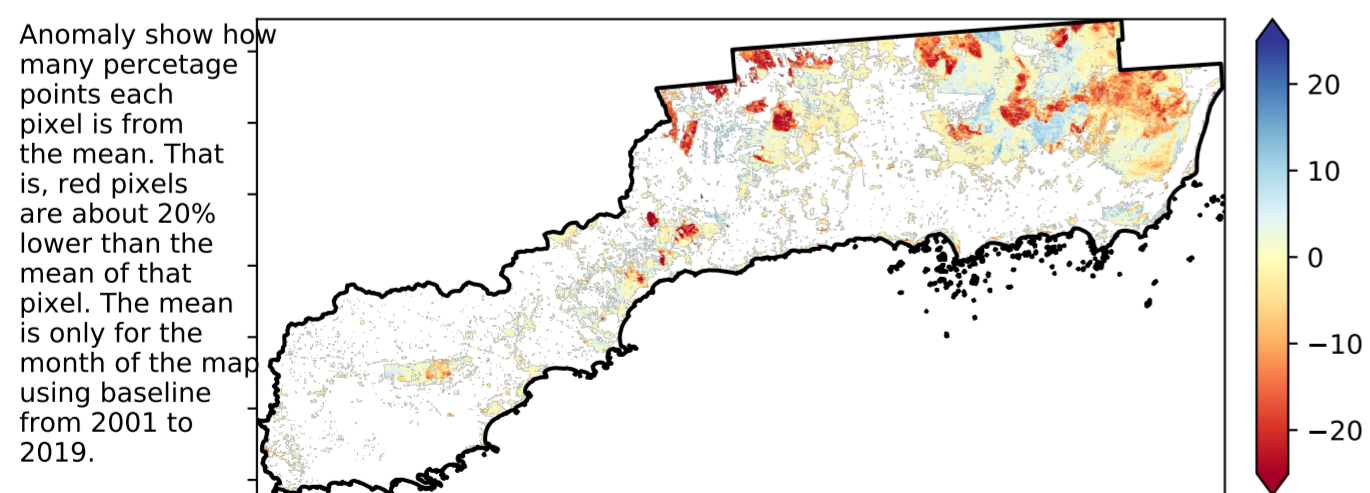 Anomaly show how
many percetage
points each
pixel is from
the mean. That
is, red pixels
are about 20%
lower than the
mean of that
pixel. The mean
is only for the
month of the map
using baseline
from 2001 to
2019.
20
10
0
−10
−20